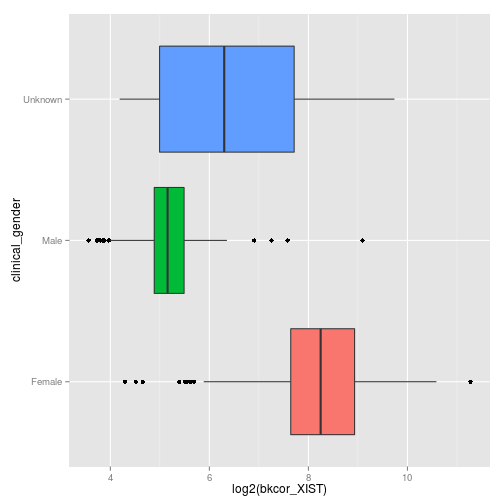 clinical_gender
Unknown
Male
Female
4 6 8 10
log2(bkcor_XIST)